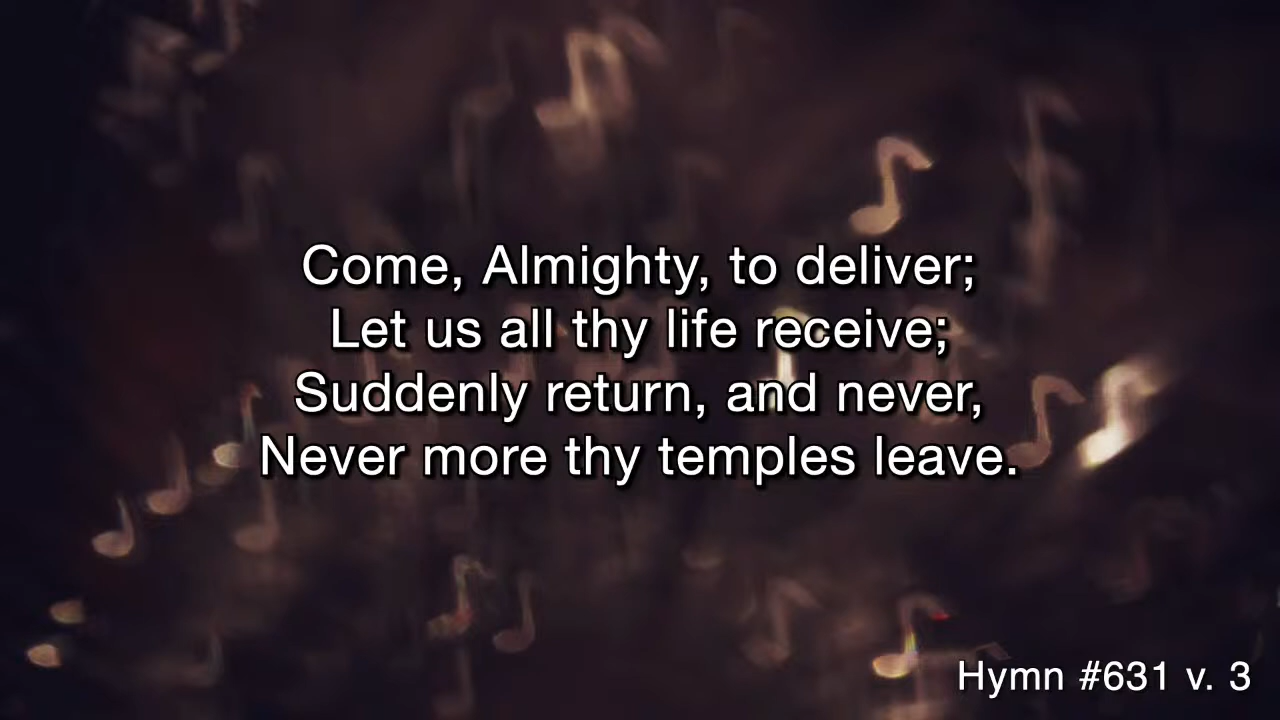 Come, Almighty, to deliver;
Let us all thy life receive;
Suddenly return, and never,
Never more thy temples leave.
Hymn #631 v. 3